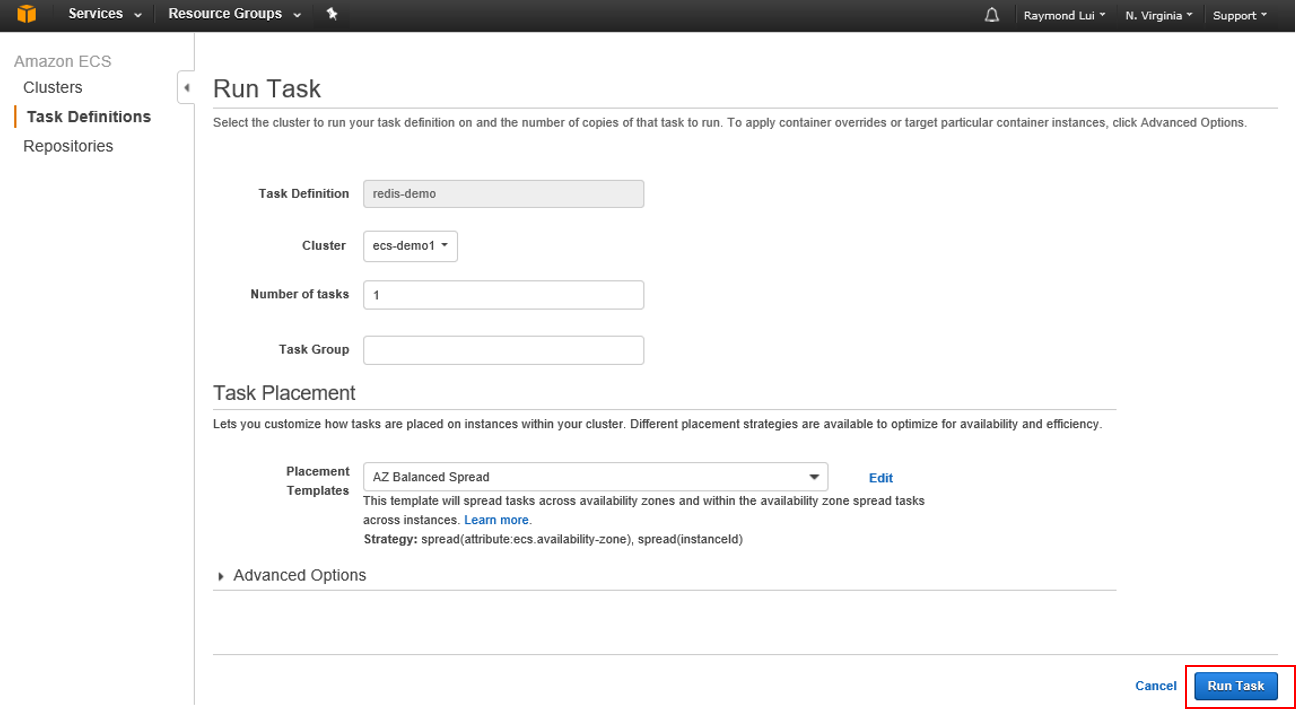 Services Resource Groups Raymond Lui N. Virginia Support
Amazon ECS
Clusters
Task Definitions
Repositories
Run Task
Select the cluster to run your task definition on and the number of copies of that task to run. To apply container overrides or target particular container instances, click Advanced Options.
Task Definition redis-demo
Cluster ecs-demo1
Number of tasks 1
Task Group
Task Placement
Lets you customize how tasks are placed on instances within your cluster. Different placement strategies are available to optimize for availability and efficiency.
Placement Templates AZ Balanced Spread Edit
This template will spread tasks across availability zones and within the availability zone spread tasks
across instances. Learn more.
Strategy: spread(attribute:ecs.availability-zone), spread(instanceId)
Advanced Options
Cancel Run Task